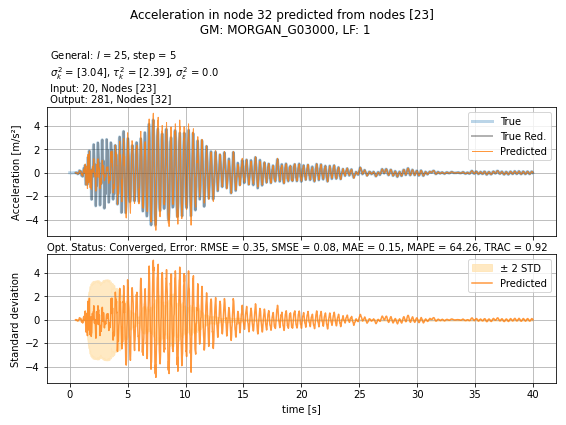 Acceleration in node 32 predicted from nodes [23]
GM: MORGAN_G03000, LF: 1
General: l = 25, step = 5
σ²ₖ = [3.04], τ²ₖ = [2.39], σ²ε = 0.0
Input: 20, Nodes [23]
Output: 281, Nodes [32]
Acceleration [m/s²]
4
2
0
−2
−4
True
True Red.
Predicted
Opt. Status: Converged, Error: RMSE = 0.35, SMSE = 0.08, MAE = 0.15, MAPE = 64.26, TRAC = 0.92
Standard deviation
4
2
0
−2
−4
± 2 STD
Predicted
0 5 10 15 20 25 30 35 40
time [s]